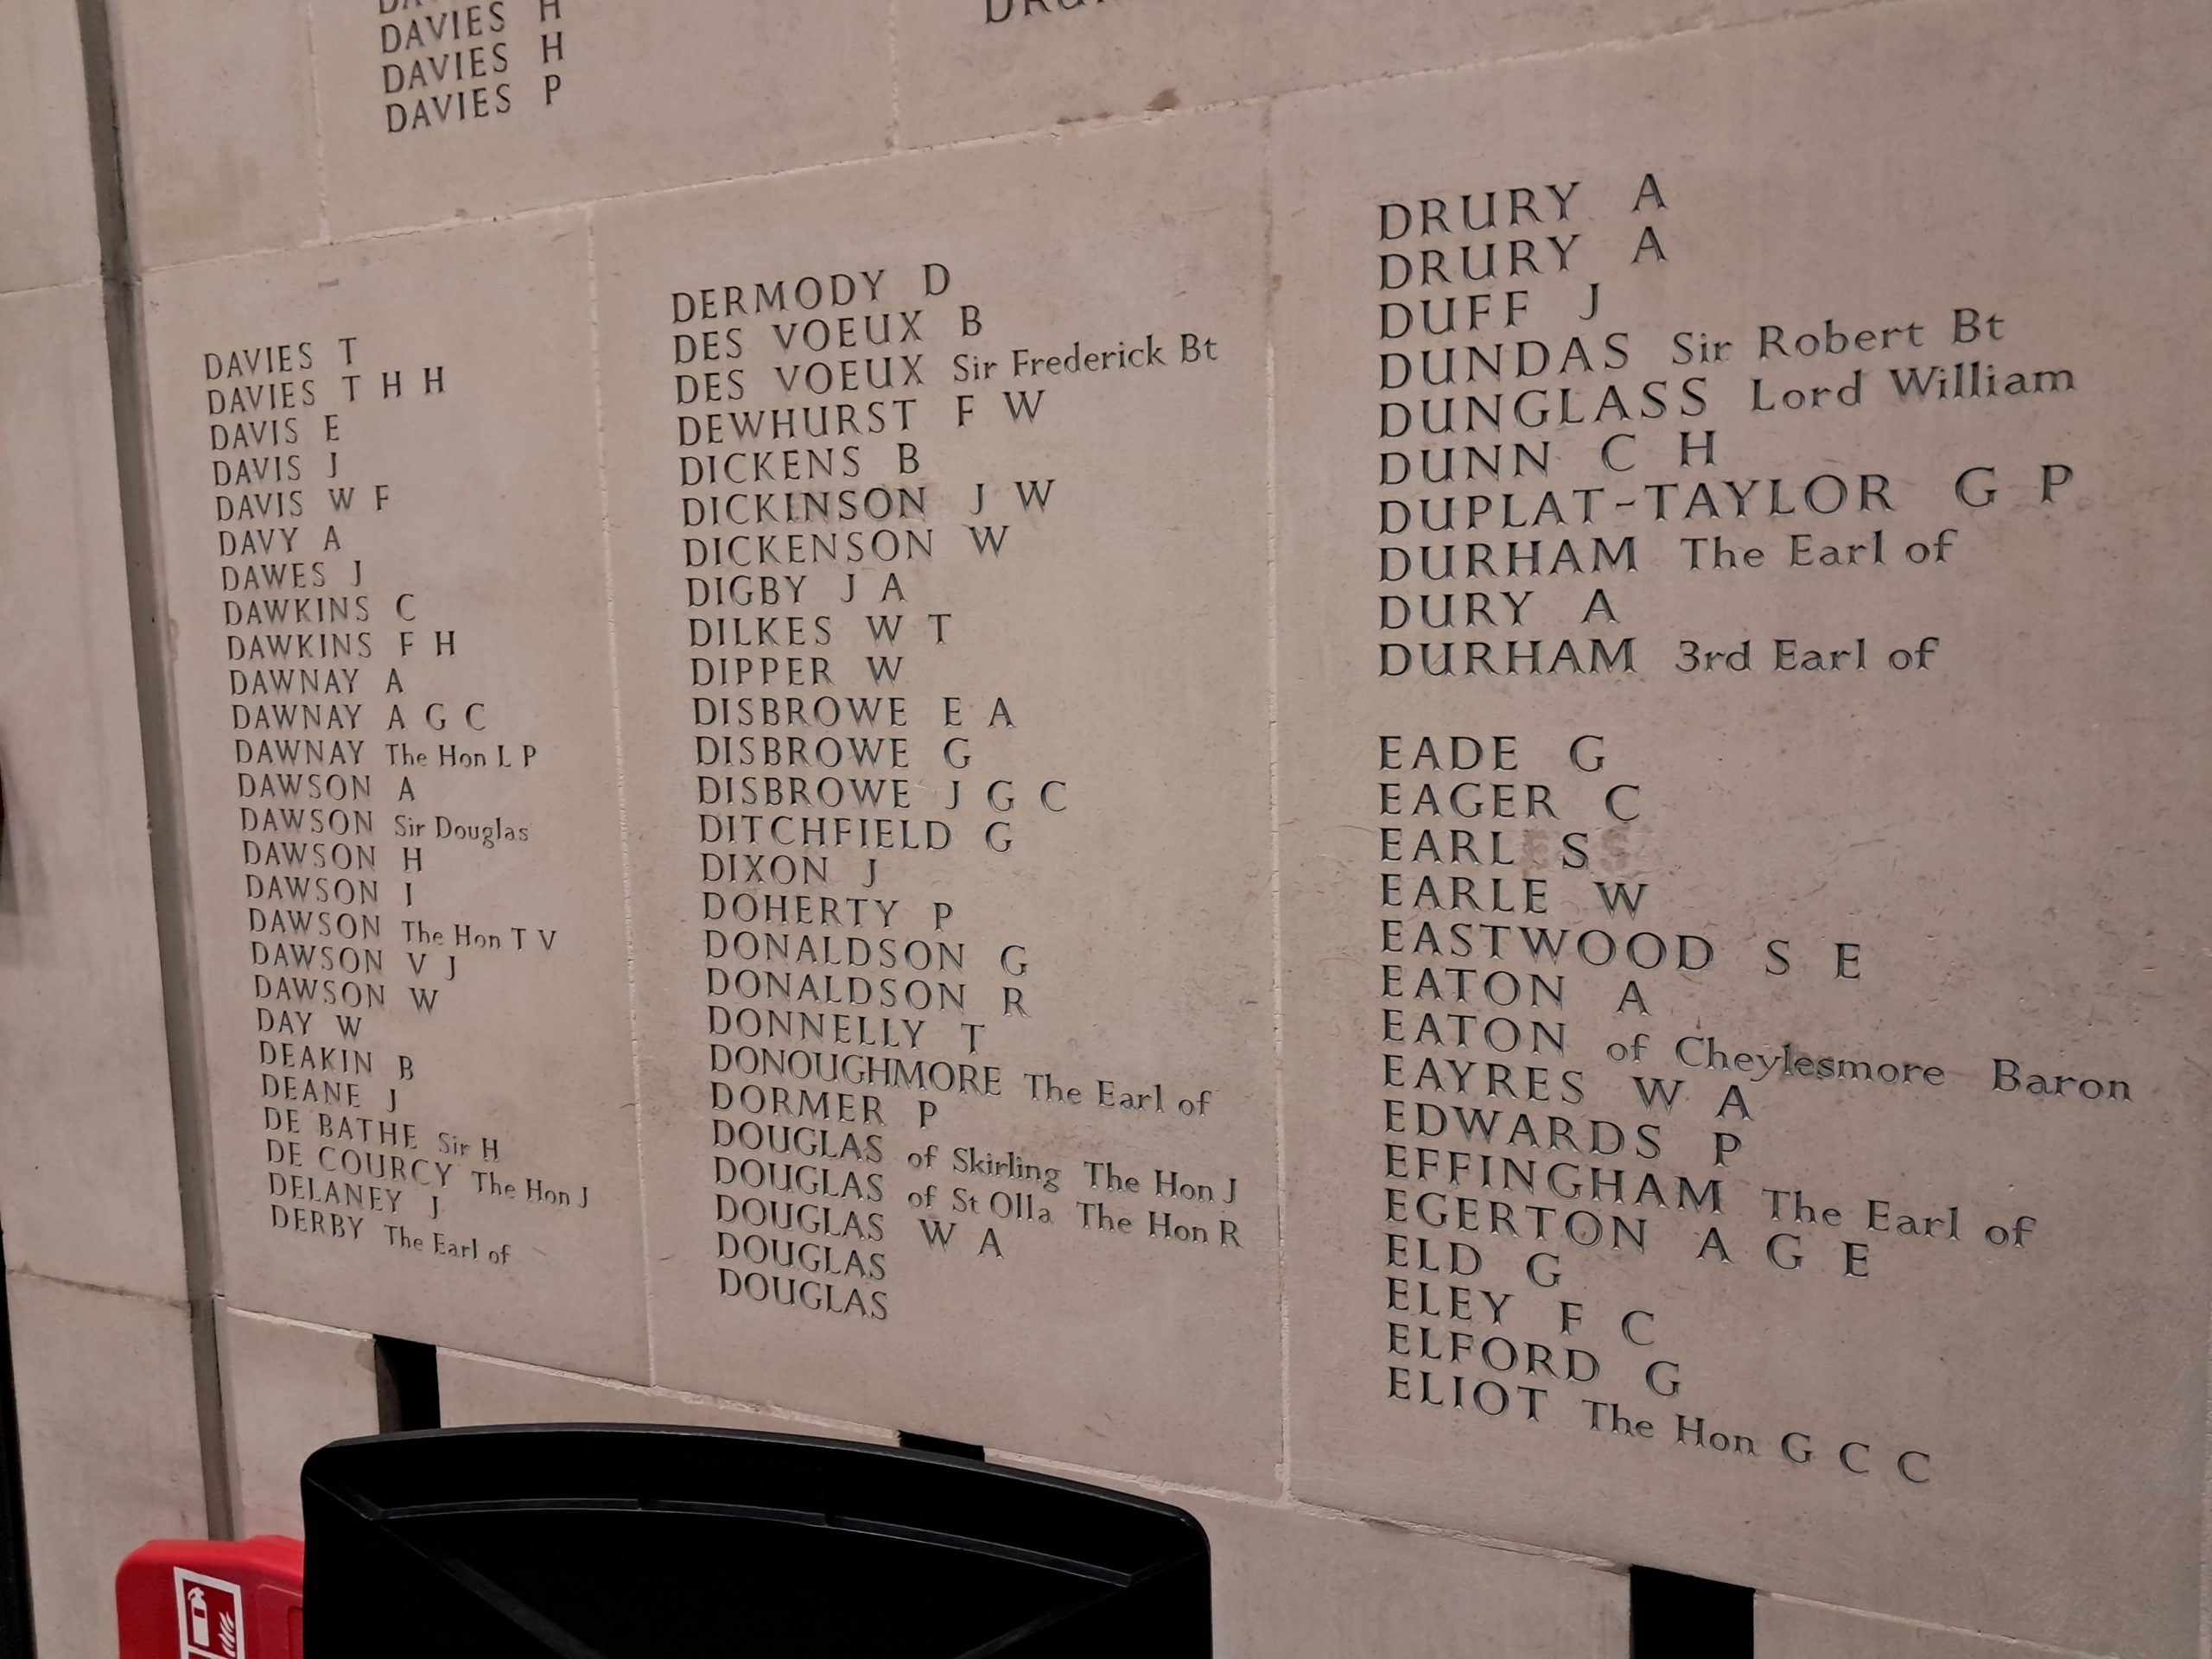 DAVIES H
DAVIES H
DAVIES P
DAVIES T
DAVIES T H H
DAVIS E
DAVIS J
DAVIS W F
DAVY A
DAWES J
DAWKINS C
DAWKINS F H
DAWNAY A
DAWNAY A G C
DAWNAY The Hon L P
DAWSON A
DAWSON Sir Douglas
DAWSON H
DAWSON I
DAWSON The Hon T V
DAWSON V J
DAWSON W
DAY W
DEAKIN B
DEANE J
DE BATHE Sir H
DE COURCY The Hon J
DELANEY J
DERBY The Earl of
DERMODY D
DES VOEUX B
DES VOEUX Sir Frederick Bt
DEWHURST F W
DICKENS B
DICKINSON J W
DICKENSON W
DIGBY J A
DILKES W T
DIPPER W
DISBROWE E A
DISBROWE G
DISBROWE J G C
DITCHFIELD G
DIXON J
DOHERTY P
DONALDSON G
DONALDSON R
DONNELLY T
DONOUGHMORE The Earl of
DORMER P
DOUGLAS of Skirling The Hon J
DOUGLAS of St Olla The Hon R
DOUGLAS W A
DOUGLAS
DOUGLAS
DRURY A
DRURY A
DUFF J
DUNDAS Sir Robert Bt
DUNGLASS Lord William
DUNN C H
DUPLAT-TAYLOR G P
DURHAM The Earl of
DURY A
DURHAM 3rd Earl of
EADE G
EAGER C
EARL S
EARLE W
EASTWOOD S E
EATON A
EATON of Cheylesmore Baron
EAYRES W A
EDWARDS P
EFFINGHAM The Earl of
EGERTON A G E
ELD G
ELEY F C
ELFORD G
ELIOT The Hon G C C